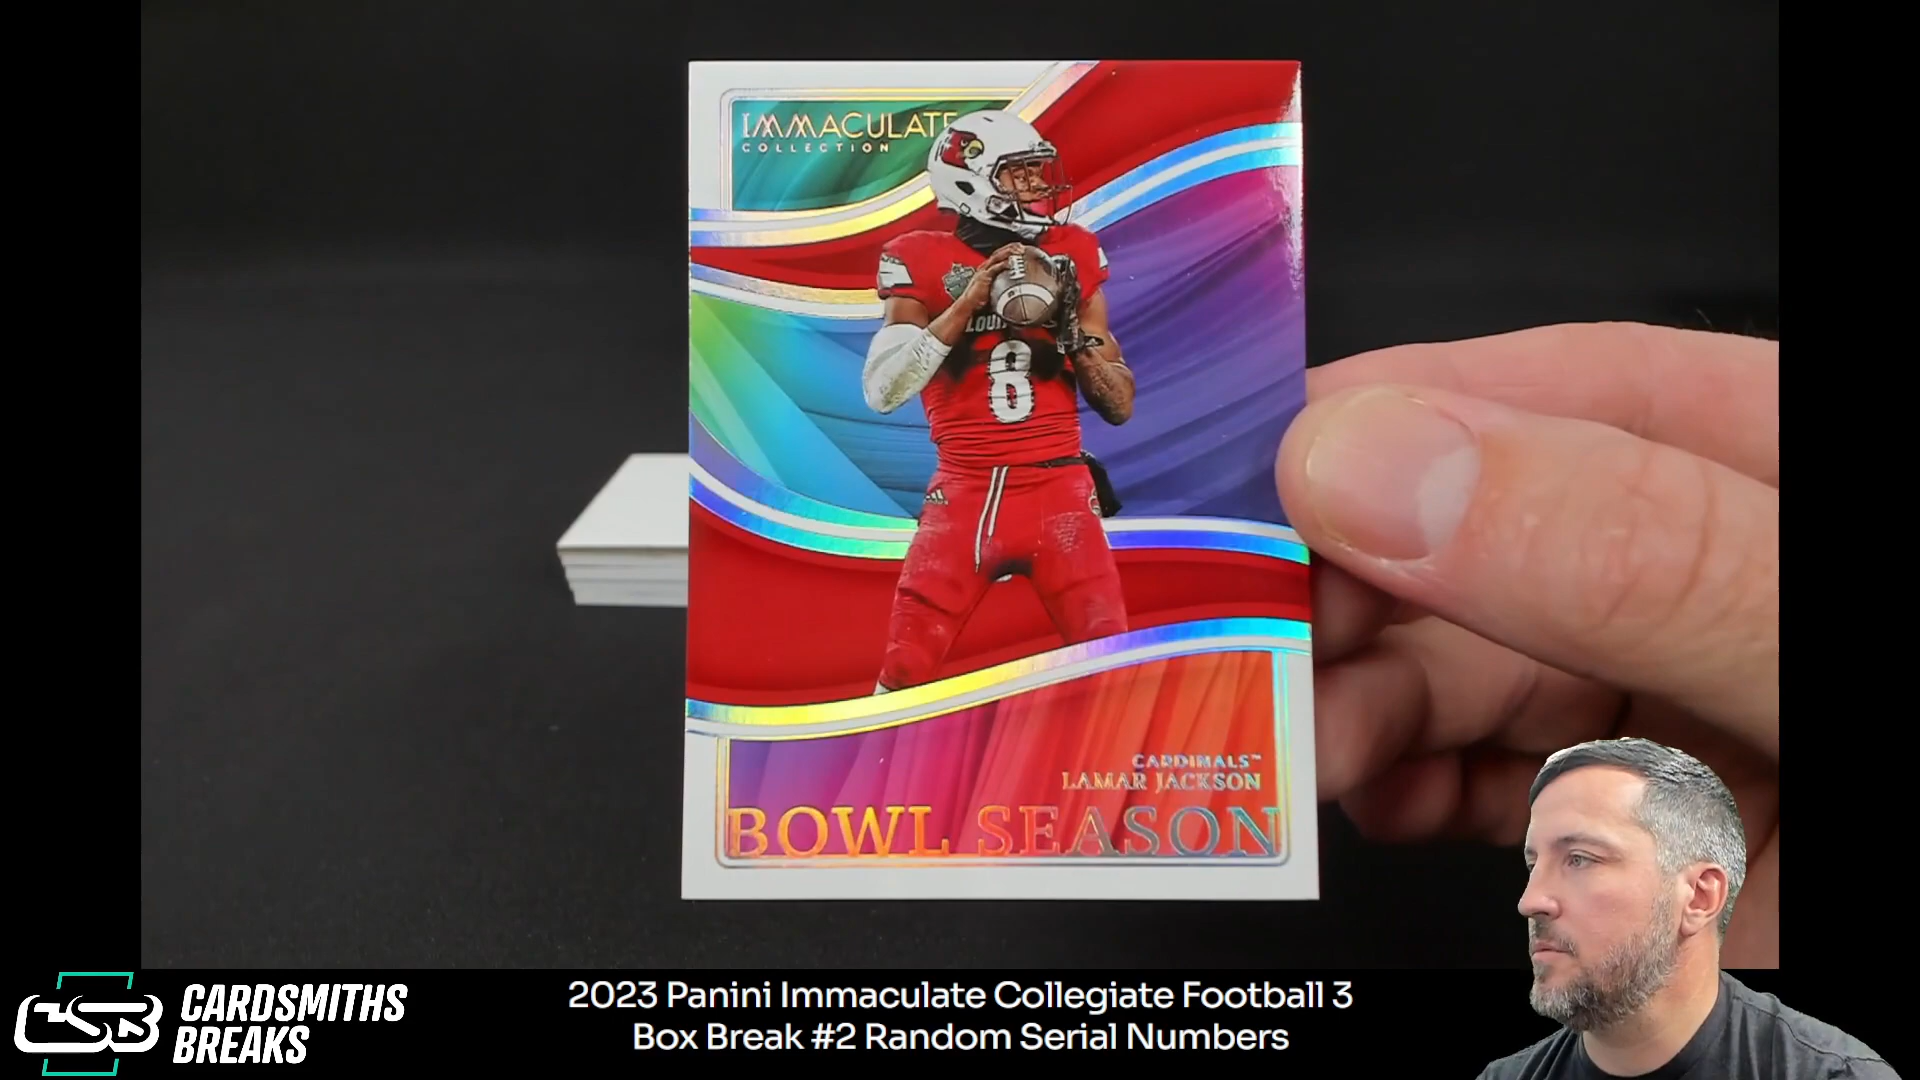 IMMACULATE
COLLECTION
8
CARDINALS™
LAMAR JACKSON
BOWL SEASON
CSB
CARDSMITHS
BREAKS
2023 Panini Immaculate Collegiate Football 3
Box Break #2 Random Serial Numbers